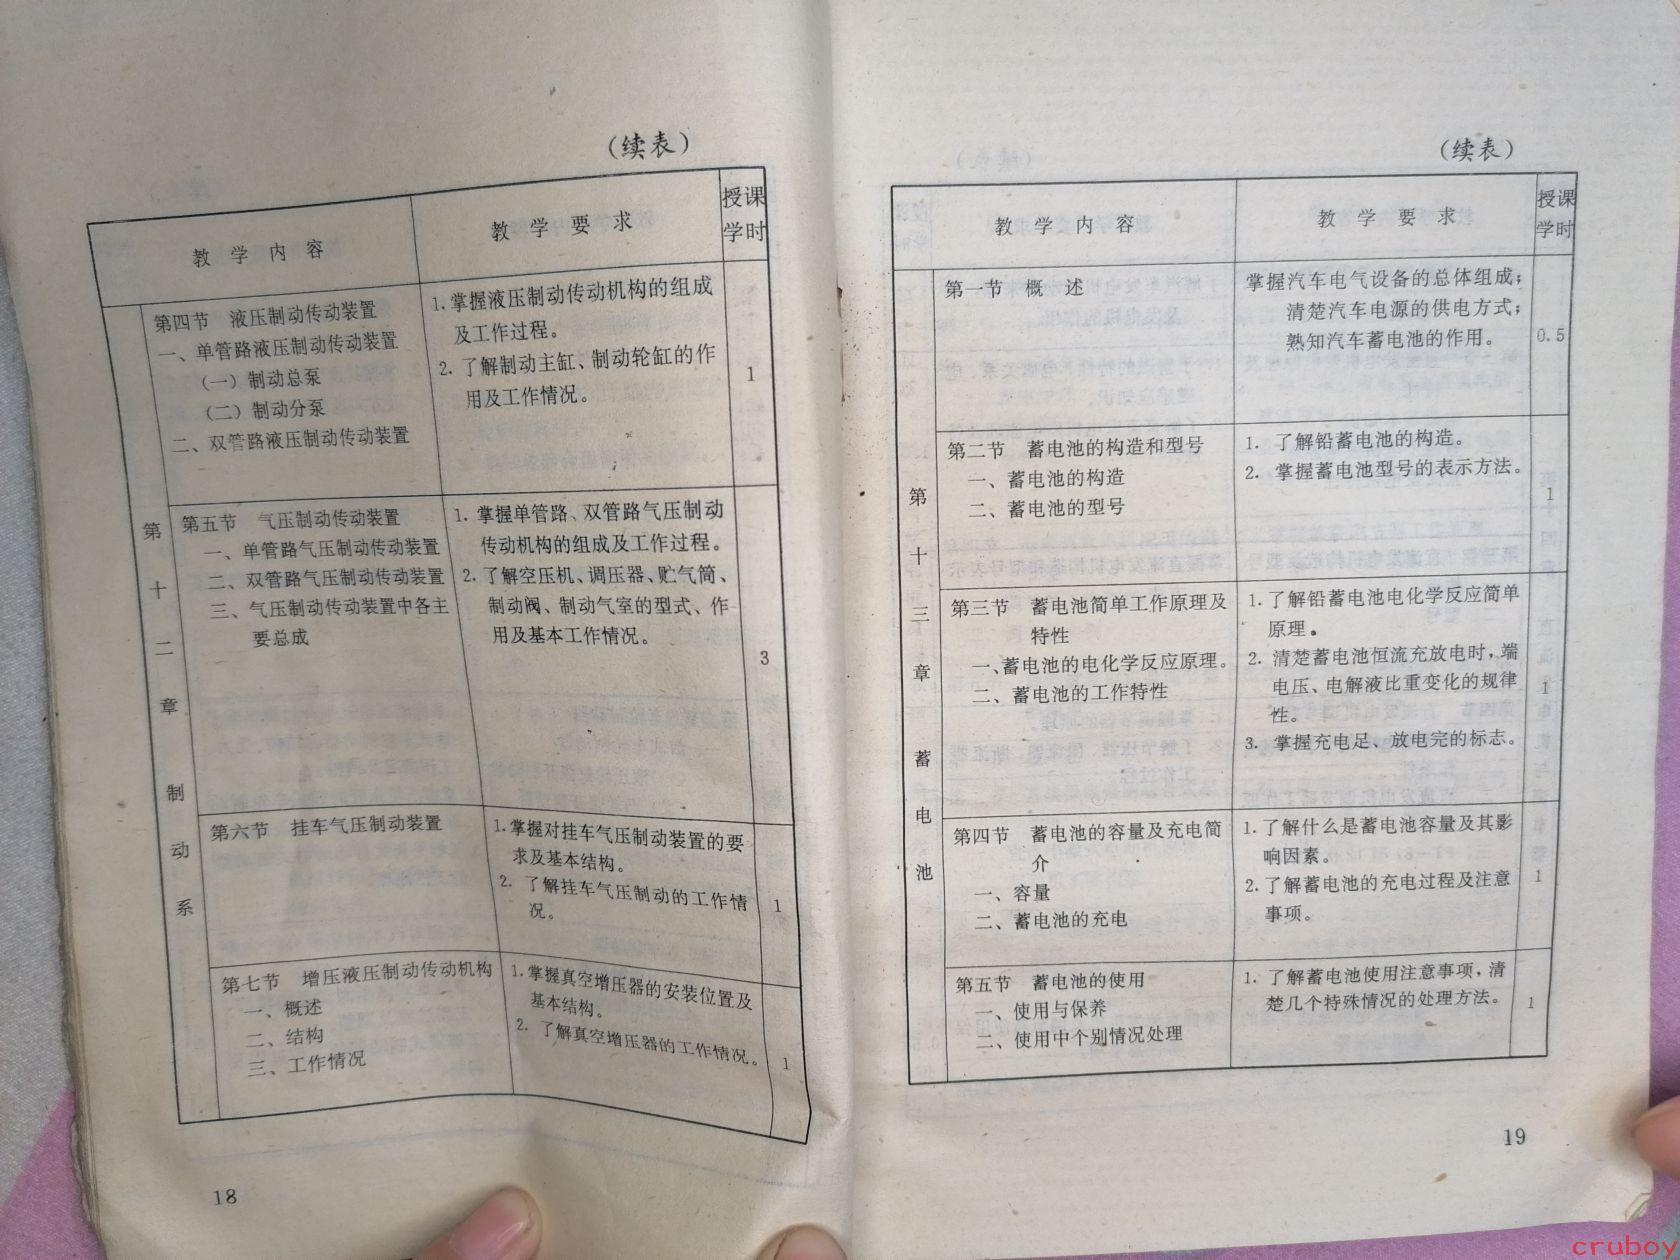 (续表)
教学内容
教学要求
授课
学时
第十二章 制动系
第四节 液压制动传动装置
一、单管路液压制动传动装置
(一)制动总泵
(二)制动分泵
二、双管路液压制动传动装置
1.掌握液压制动传动机构的组成
及工作过程。
2.了解制动主缸、制动轮缸的作
用及工作情况。
1
第五节 气压制动传动装置
一、单管路气压制动传动装置
二、双管路气压制动传动装置
三、气压制动传动装置中各主
要总成
1.掌握单管路、双管路气压制动
传动机构的组成及工作过程。
2.了解空压机、调压器、贮气筒、
制动阀、制动气室的型式、作
用及基本工作情况。
3
第六节 挂车气压制动装置
1.掌握对挂车气压制动装置的要
求及基本结构。
2.了解挂车气压制动的工作情
况。
1
第七节 增压液压制动传动机构
一、概述
二、结构
三、工作情况
1.掌握真空增压器的安装位置及
基本结构。
2.了解真空增压器的工作情况。
1
18
(续表)
教学内容
教学要求
授课
学时
第十三章 蓄电池
第一节 概述
掌握汽车电气设备的总体组成;
清楚汽车电源的供电方式;
熟知汽车蓄电池的作用。
0.5
第二节 蓄电池的构造和型号
一、蓄电池的构造
二、蓄电池的型号
1.了解铅蓄电池的构造。
2.掌握蓄电池型号的表示方法。
1
第三节 蓄电池简单工作原理及
特性
一、蓄电池的电化学反应原理。
二、蓄电池的工作特性
1.了解铅蓄电池电化学反应简单
原理。
2.清楚蓄电池恒流充放电时,端
电压、电解液比重变化的规律
性。
3.掌握充电足、放电完的标志。
1
第四节 蓄电池的容量及充电简
介
一、容量
二、蓄电池的充电
1.了解什么是蓄电池容量及其影
响因素。
2.了解蓄电池的充电过程及注意
事项。
1
第五节 蓄电池的使用
一、使用与保养
二、使用中个别情况处理
1.了解蓄电池使用注意事项,清
楚几个特殊情况的处理方法。
1
19
cruboy